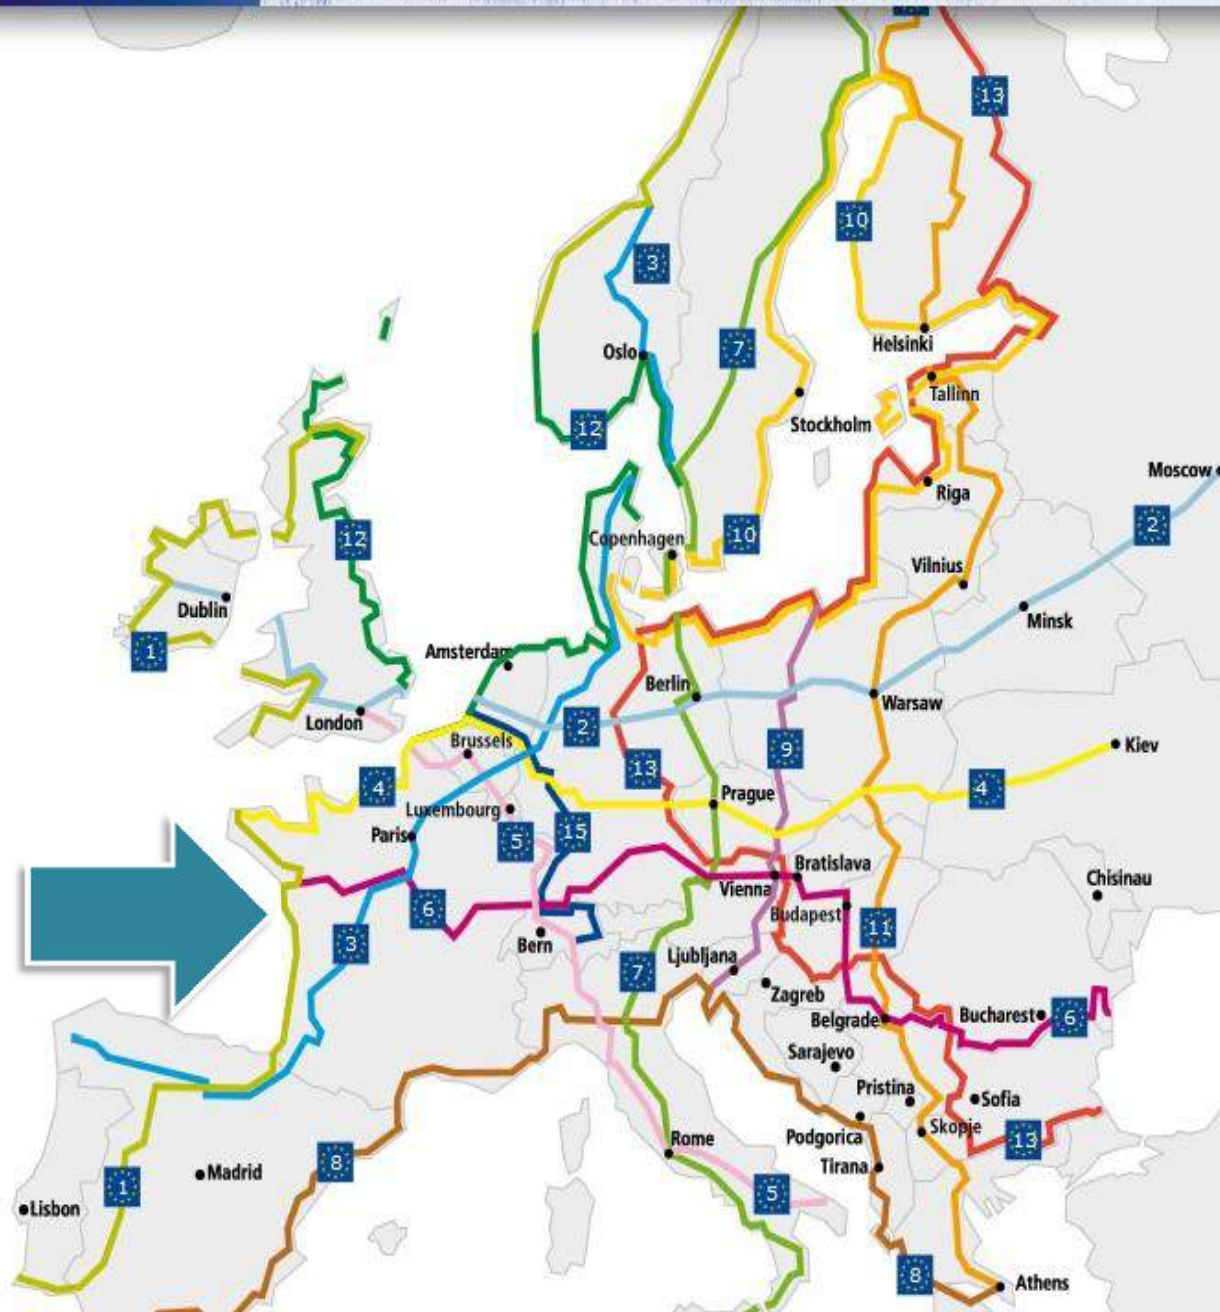 13
10
3
7
Oslo
Helsinki
Tallinn
Stockholm
12
Moscow
Riga
2
12
10
Copenhagen
Vilnius
Dublin
Minsk
1
Amsterdam
Berlin
Warsaw
London
2
Brussels
9
Kiev
13
4
4
Prague
Luxembourg
Paris
5
15
Bratislava
Vienna
Chisinau
6
Budapest
11
3
Bern
Ljubljana
7
Zagreb
Belgrade
Bucharest
6
Sarajevo
Pristina
Sofia
Skopje
Podgorica
13
Rome
8
Tirana
Madrid
1
5
Lisbon
8
Athens